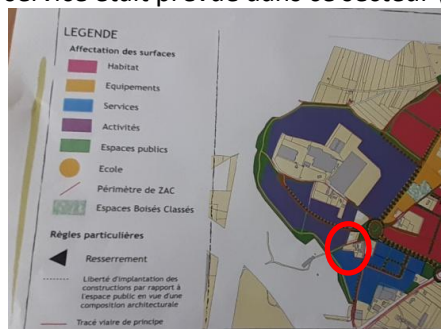 service était prévue dans ce secteur
LEGENDE
Affectation des surfaces
Habitat
Equipements
Services
Activités
Espaces publics
Ecole
Périmètre de ZAC
Espaces Boisés Classés
Règles particulières
Resserrement
Liberté d'implantation des
constructions par rapport à
l'espace public en vue d'une
composition architecturale
Tracé viaire de principe